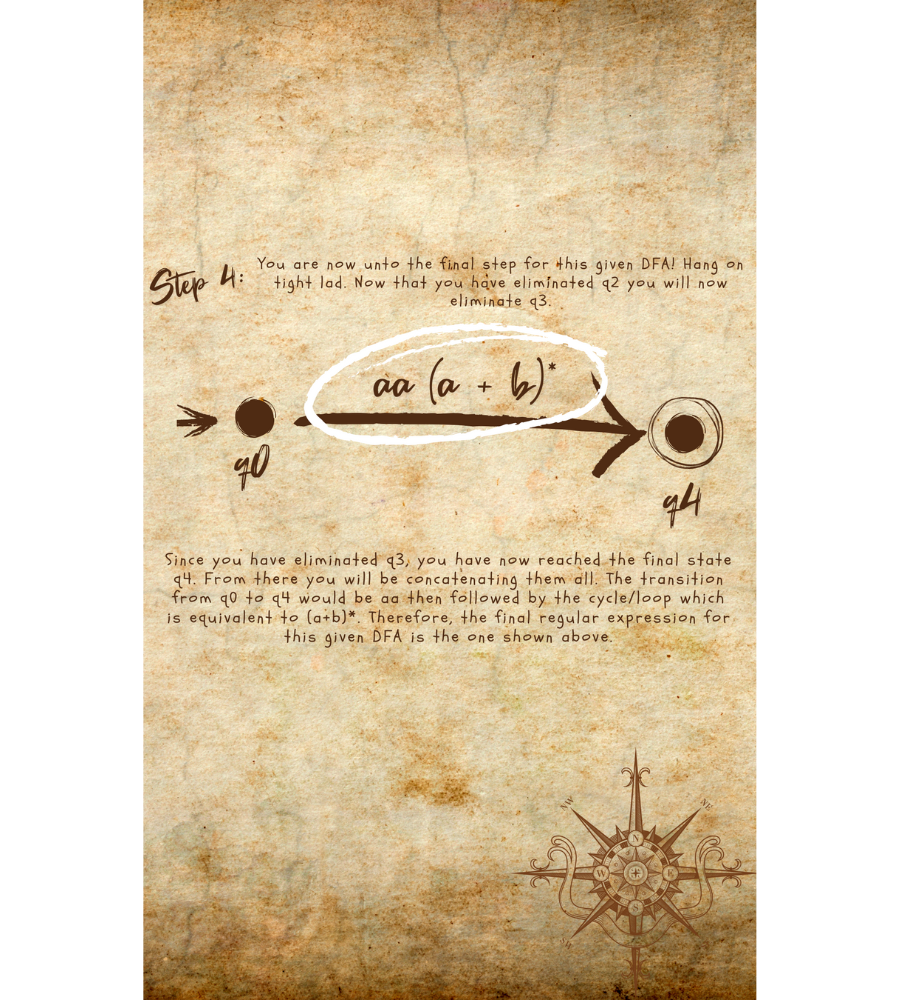 Step 4:
You are now unto the final step for this given DFA! Hang on
tight lad. Now that you have eliminated q2 you will now
eliminate q3.
aa (a + b)*
q0
q4
Since you have eliminated q3, you have now reached the final state
q4. From there you will be concatenating them all. The transition
from q0 to q4 would be aa then followed by the cycle/loop which
is equivalent to (a+b)*. Therefore, the final regular expression for
this given DFA is the one shown above.
NW
NE
N
W
E
S